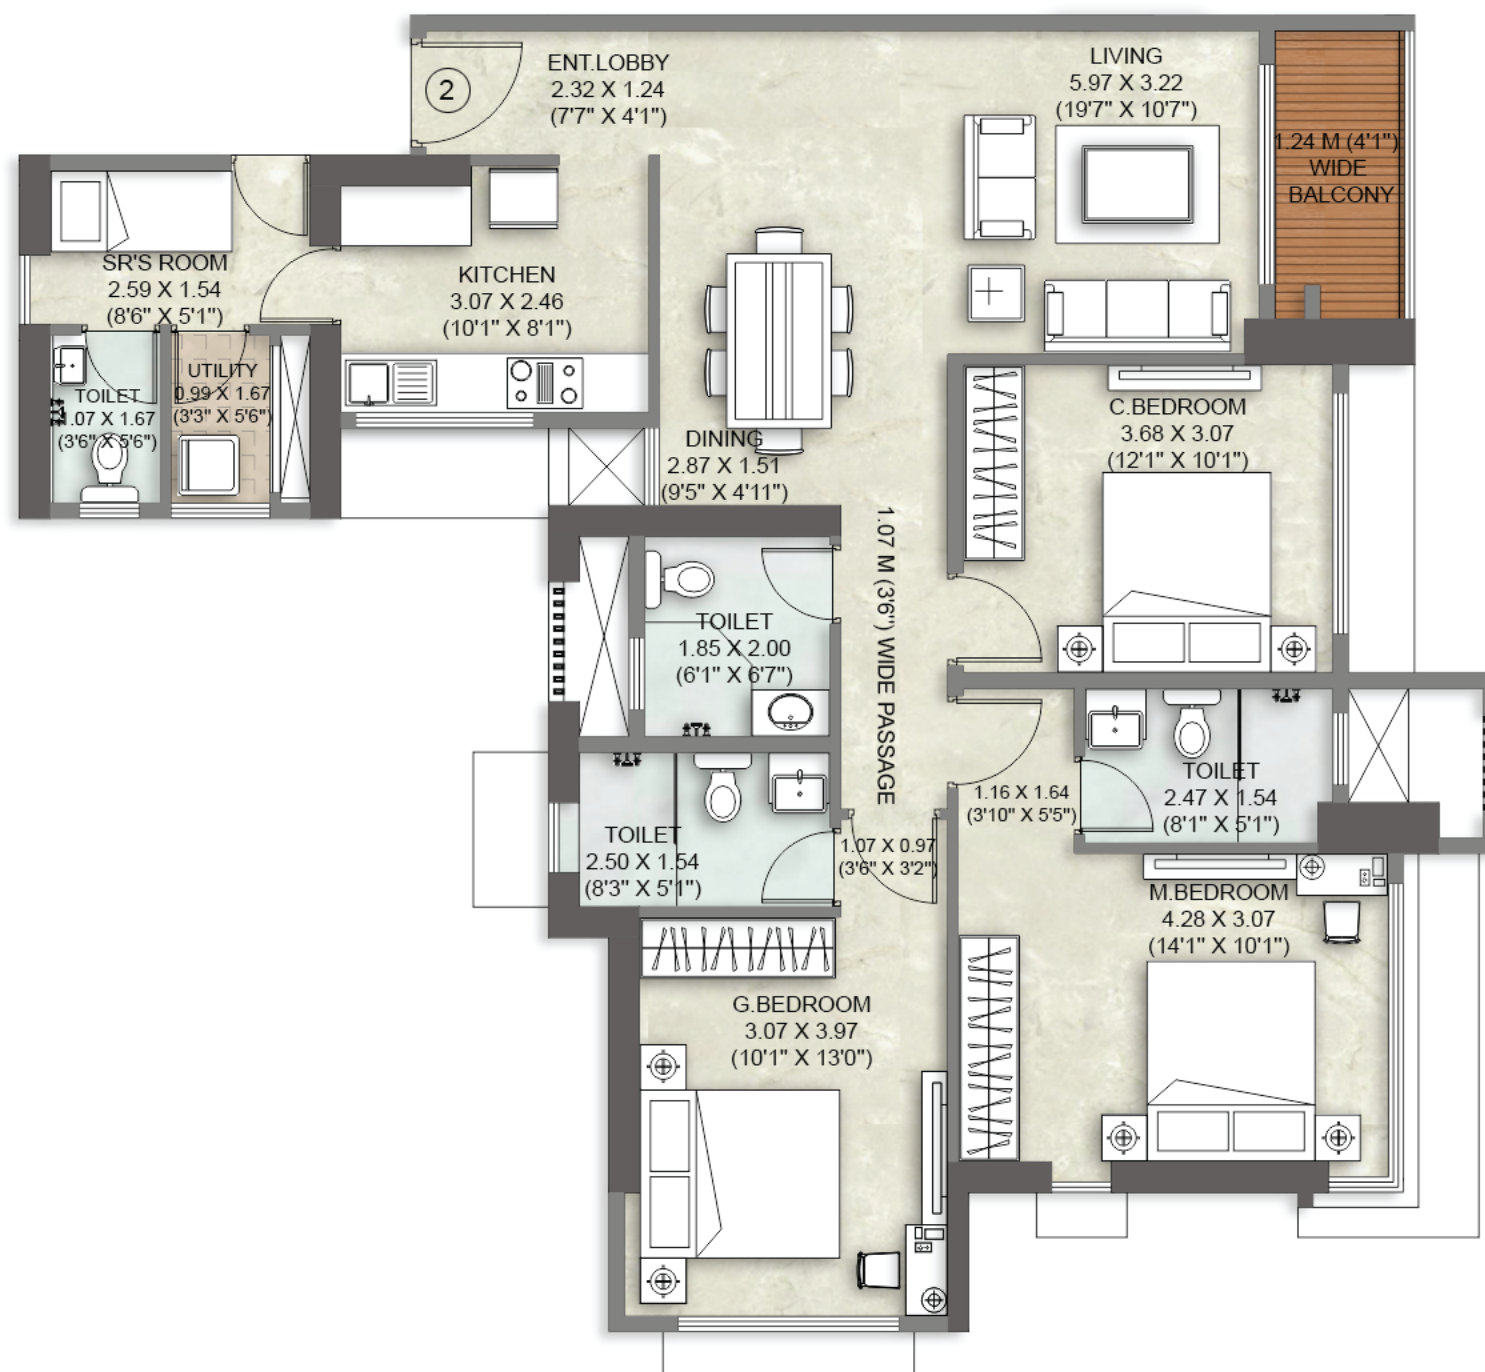 2
ENT.LOBBY
2.32 X 1.24
(7'7" X 4'1")
LIVING
5.97 X 3.22
(19'7" X 10'7")
1.24 M (4'1")
WIDE
BALCONY
SR'S ROOM
2.59 X 1.54
(8'6" X 5'1")
KITCHEN
3.07 X 2.46
(10'1" X 8'1")
TOILET
1.07 X 1.67
(3'6" X 5'6")
UTILITY
0.99 X 1.67
(3'3" X 5'6")
DINING
2.87 X 1.51
(9'5" X 4'11")
C.BEDROOM
3.68 X 3.07
(12'1" X 10'1")
1.07 M (3'6") WIDE PASSAGE
TOILET
1.85 X 2.00
(6'1" X 6'7")
TOILET
2.50 X 1.54
(8'3" X 5'1")
1.07 X 0.97
(3'6" X 3'2")
1.16 X 1.64
(3'10" X 5'5")
TOILET
2.47 X 1.54
(8'1" X 5'1")
M.BEDROOM
4.28 X 3.07
(14'1" X 10'1")
G.BEDROOM
3.07 X 3.97
(10'1" X 13'0")